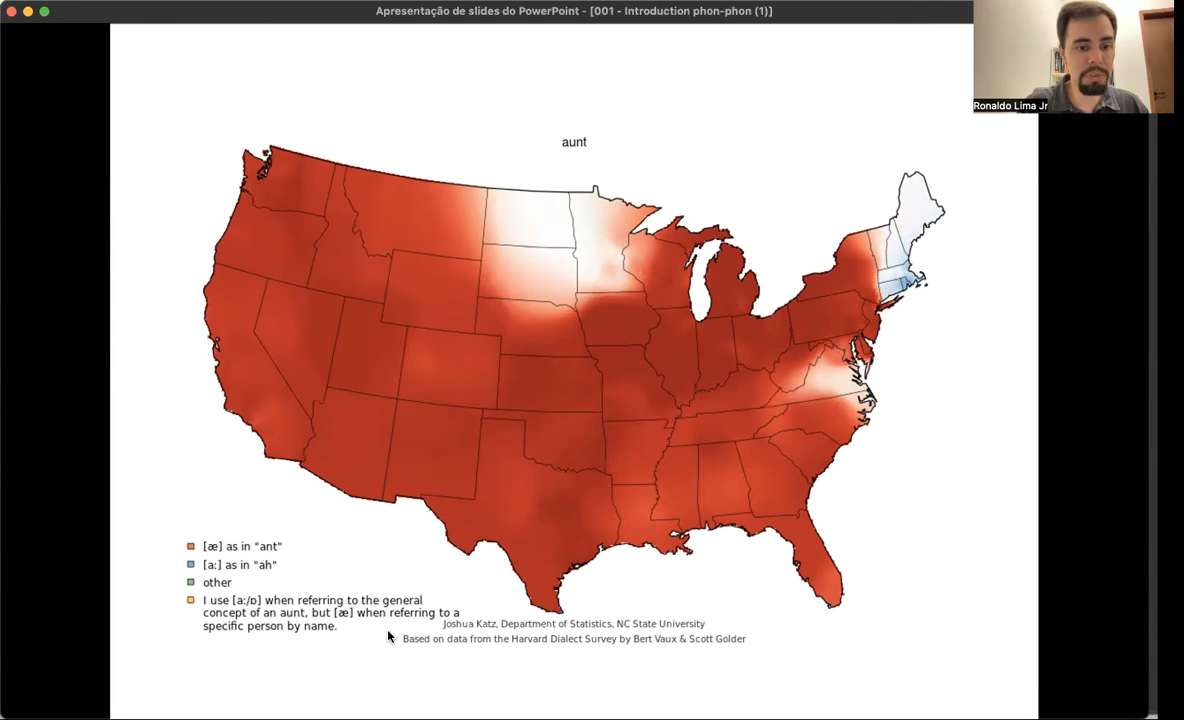 Apresentação de slides do PowerPoint - [001 - Introduction phon-phon (1)]
Ronaldo Lima Jr
aunt
[æ] as in "ant"
[a:] as in "ah"
other
I use [a:/ɒ] when referring to the general
concept of an aunt, but [æ] when referring to a
specific person by name.
Joshua Katz, Department of Statistics, NC State University
Based on data from the Harvard Dialect Survey by Bert Vaux & Scott Golder